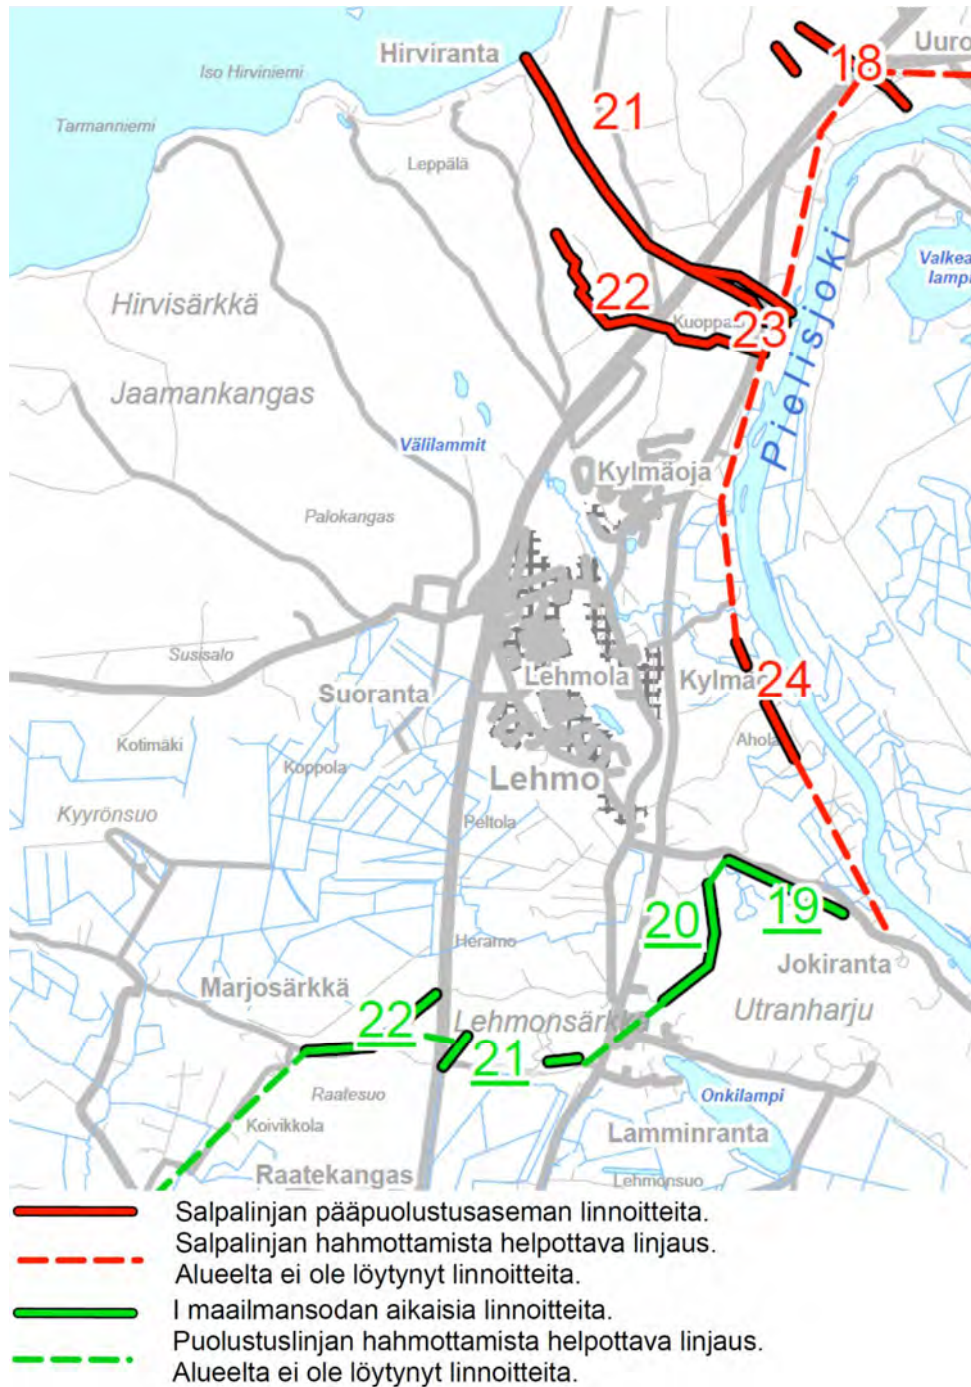 Hirviranta
Uuro
18
Iso Hirviniemi
21
Tarmanniemi
Leppälä
Valkea
lampi
Hirvisärkkä
22
Kuoppa
23
Pielisjoki
Jaamankangas
Välilammit
Kylmäoja
Palokangas
Susisalo
Suoranta
Lehmola
Kylmäo
24
Kotimäki
Koppola
Ahola
Lehmo
Kyyrönsuo
Peltola
20
19
Heramo
Jokiranta
Marjosärkkä
Utranharju
22
Lehmonsärkkä
21
Raatesuo
Onkilampi
Koivikkola
Lamminranta
Raatekangas
Lehmonsuo
Salpalinjan pääpuolustusaseman linnoitteita.
Salpalinjan hahmottamista helpottava linjaus.
Alueelta ei ole löytynyt linnoitteita.
I maailmansodan aikaisia linnoitteita.
Puolustuslinjan hahmottamista helpottava linjaus.
Alueelta ei ole löytynyt linnoitteita.